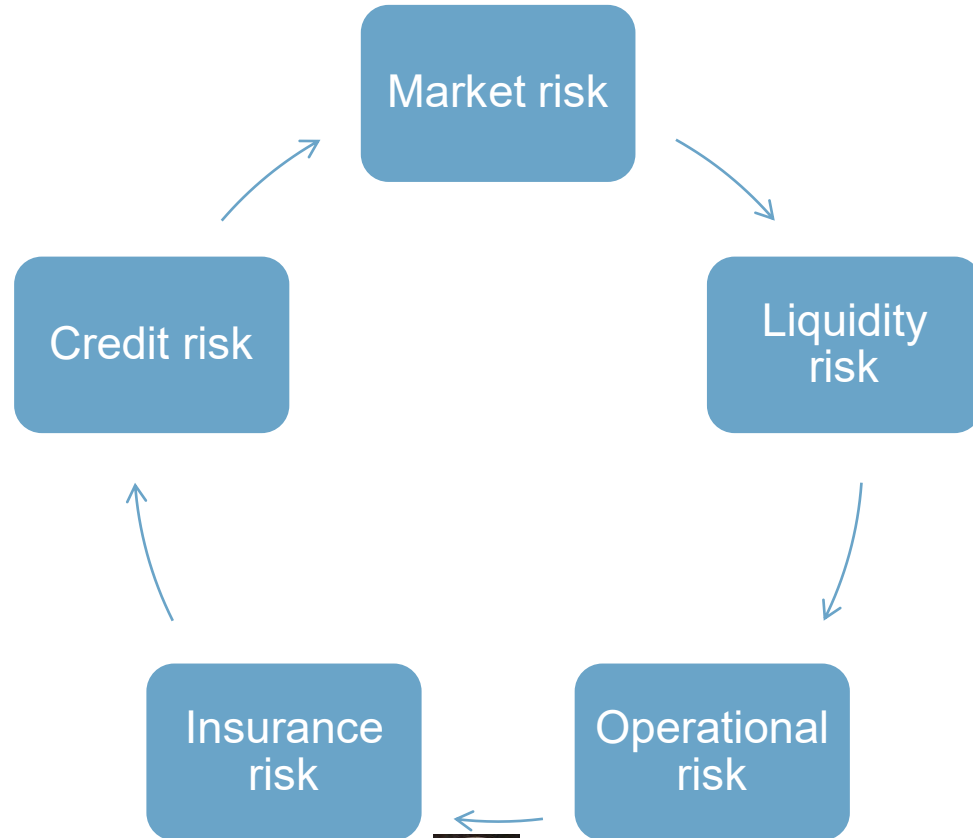 Market risk
Liquidity
risk
Operational
risk
Insurance
risk
Credit risk